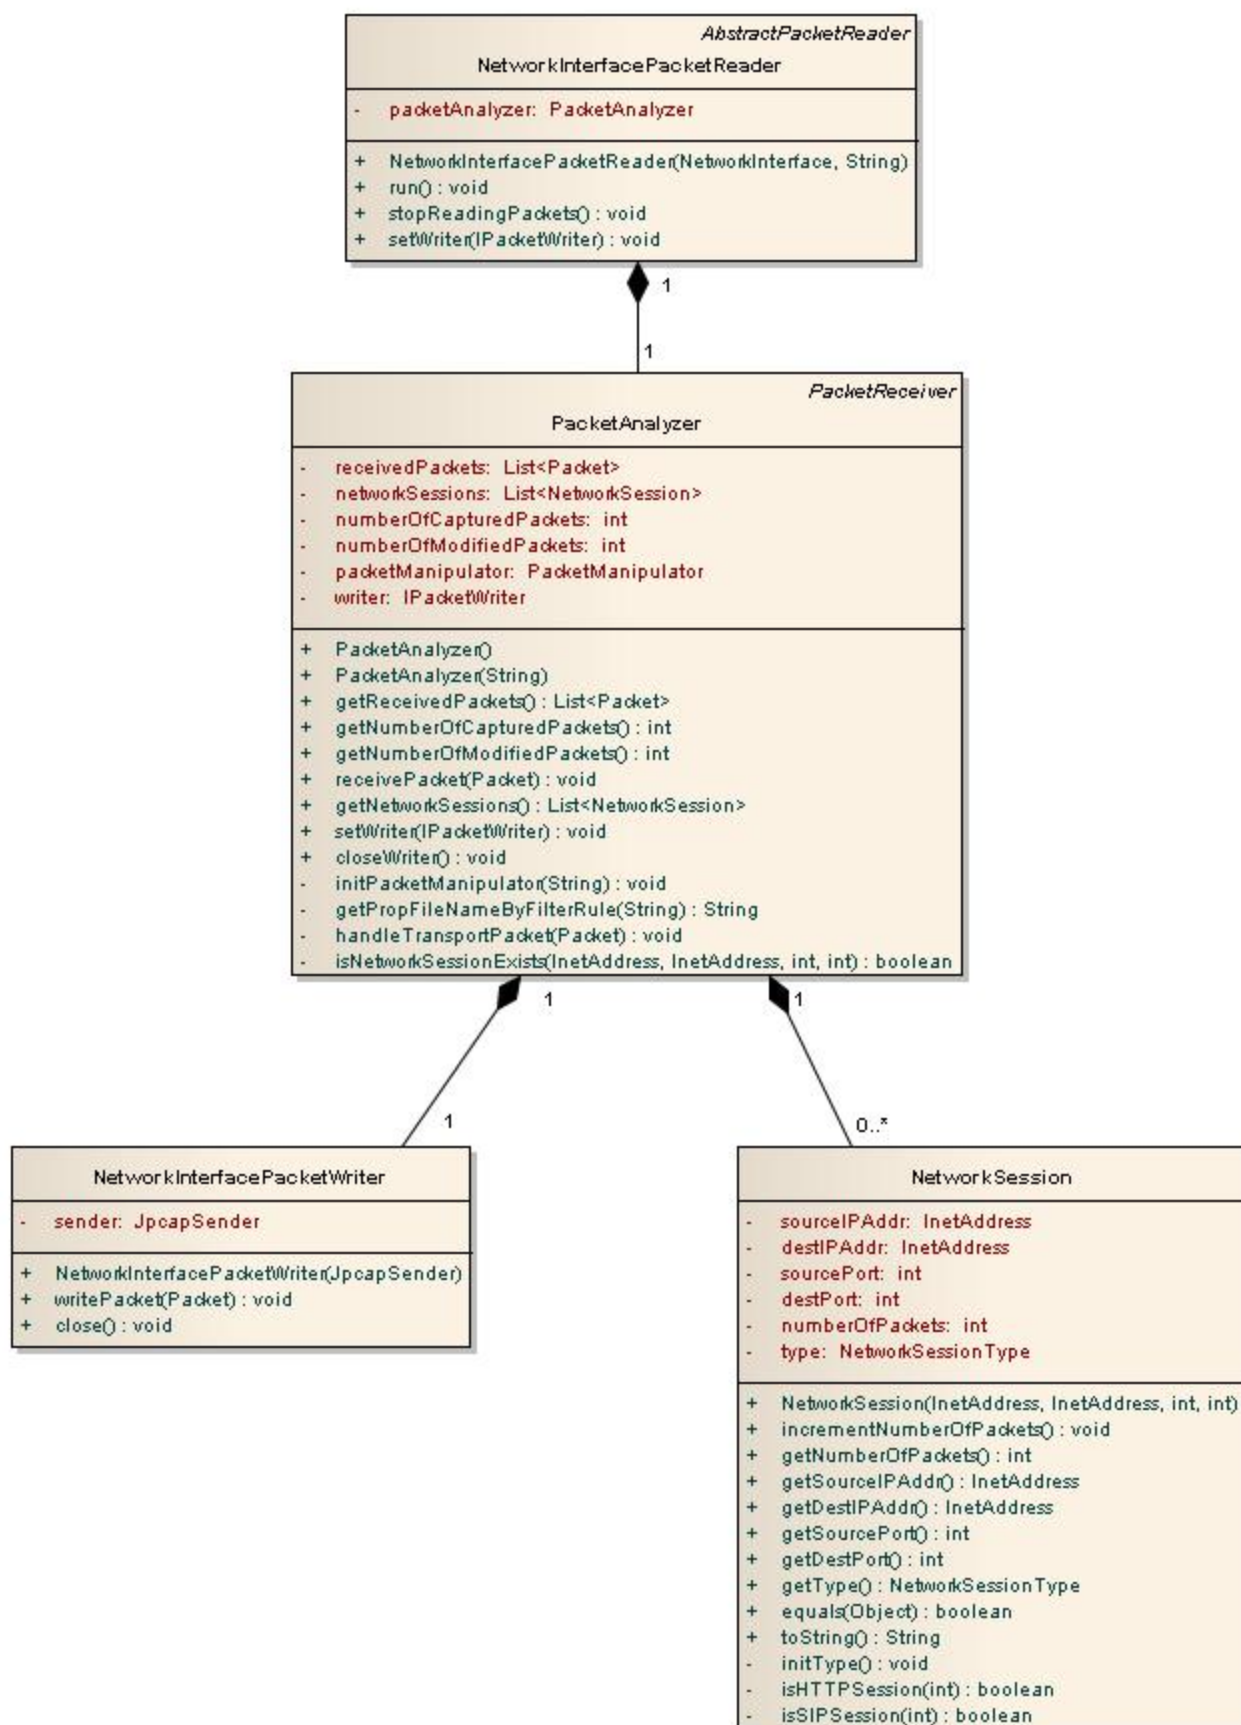 AbstractPacketReader
NetworkInterfacePacketReader
- packetAnalyzer: PacketAnalyzer
+ NetworkInterfacePacketReader(NetworkInterface, String)
+ run() : void
+ stopReadingPackets() : void
+ setWriter(IPacketWriter) : void
1
1
PacketReceiver
PacketAnalyzer
- receivedPackets: List<Packet>
- networkSessions: List<NetworkSession>
- numberOfCapturedPackets: int
- numberOfModifiedPackets: int
- packetManipulator: PacketManipulator
- writer: IPacketWriter
+ PacketAnalyzer()
+ PacketAnalyzer(String)
+ getReceivedPackets() : List<Packet>
+ getNumberOfCapturedPackets() : int
+ getNumberOfModifiedPackets() : int
+ receivePacket(Packet) : void
+ getNetworkSessions() : List<NetworkSession>
+ setWriter(IPacketWriter) : void
+ closeWriter() : void
- initPacketManipulator(String) : void
- getPropFileNameByFilterRule(String) : String
- handleTransportPacket(Packet) : void
- isNetworkSessionExists(InetAddress, InetAddress, int, int) : boolean
1
1
1
0..*
NetworkInterfacePacketWriter
- sender: JpcapSender
+ NetworkInterfacePacketWriter(JpcapSender)
+ writePacket(Packet) : void
+ close() : void
NetworkSession
- sourceIPAddr: InetAddress
- destIPAddr: InetAddress
- sourcePort: int
- destPort: int
- numberOfPackets: int
- type: NetworkSessionType
+ NetworkSession(InetAddress, InetAddress, int, int)
+ incrementNumberOfPackets() : void
+ getNumberOfPackets() : int
+ getSourceIPAddr() : InetAddress
+ getDestIPAddr() : InetAddress
+ getSourcePort() : int
+ getDestPort() : int
+ getType() : NetworkSessionType
+ equals(Object) : boolean
+ toString() : String
- initType() : void
- isHTTPSession(int) : boolean
- isSIPSession(int) : boolean